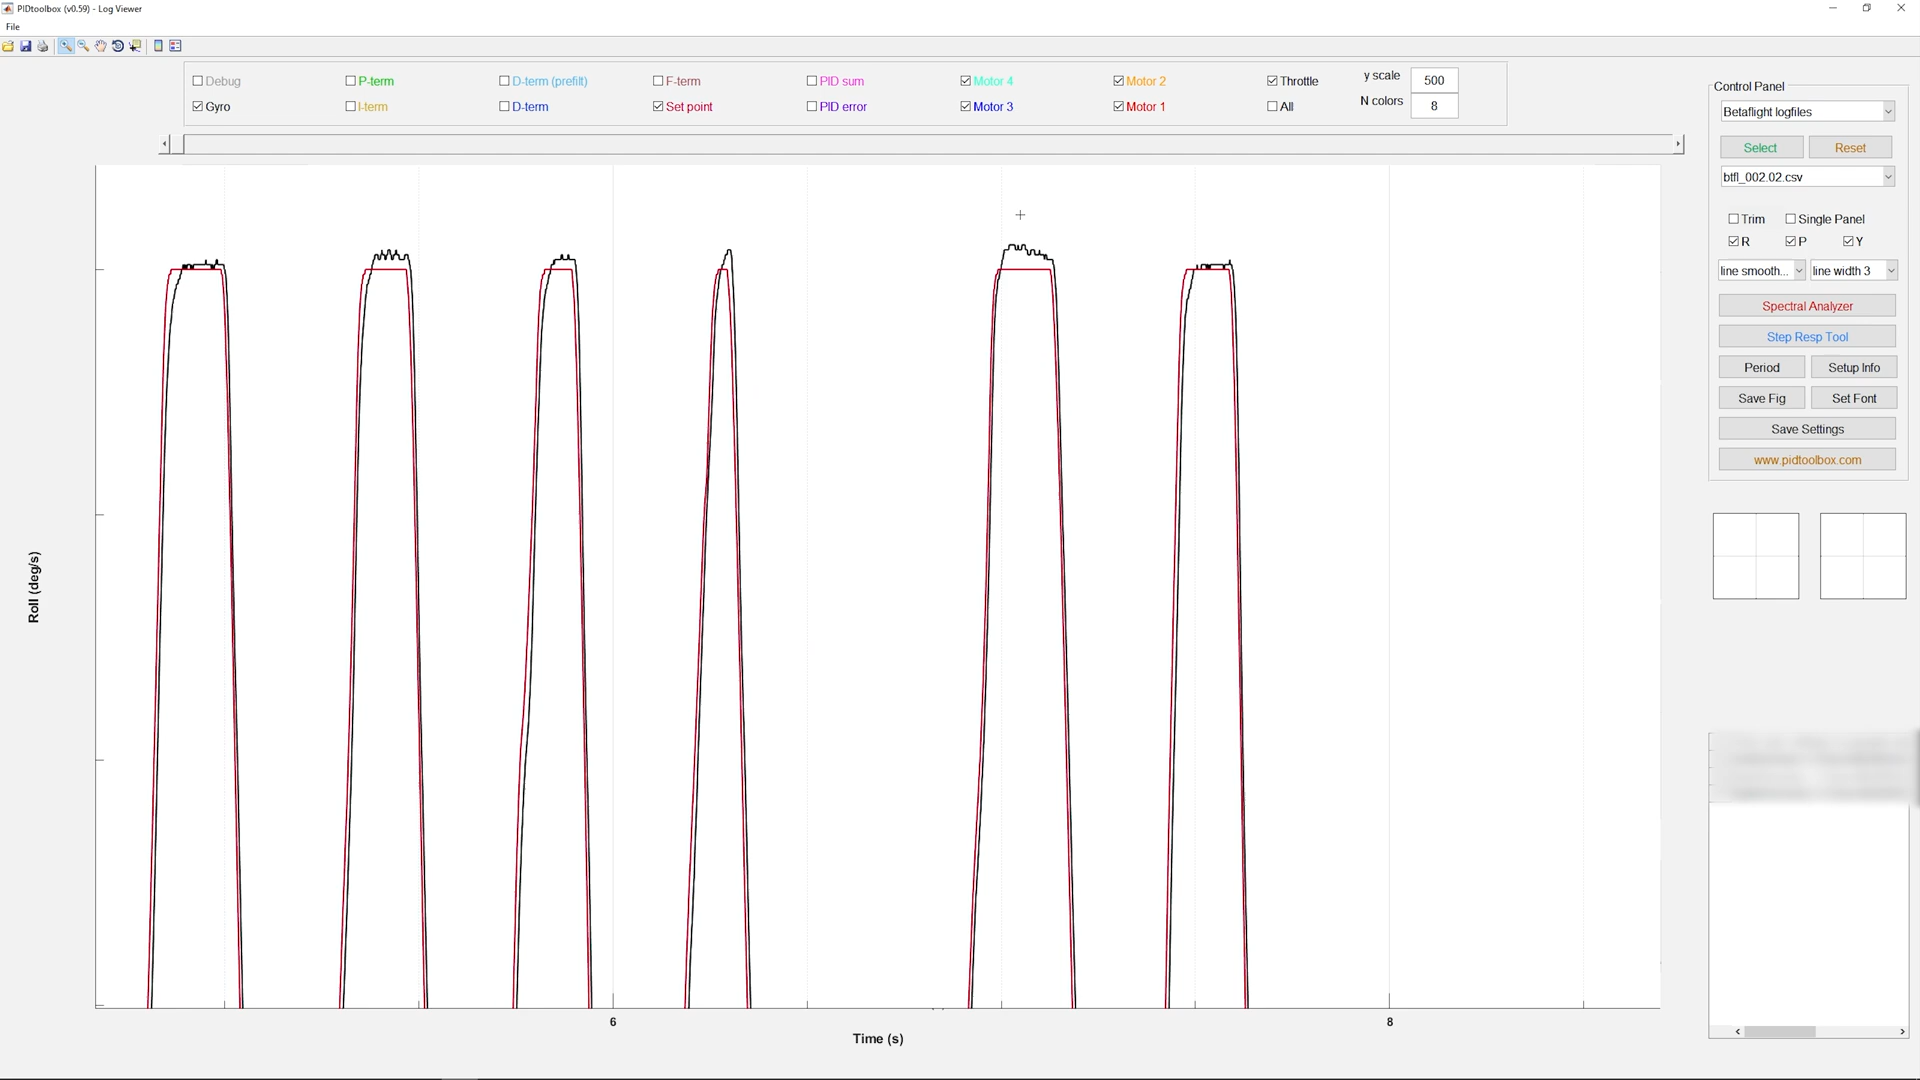 PIDtoolbox (v0.59) - Log Viewer
File
Debug P-term D-term (prefilt) F-term PID sum Motor 4 Motor 2 Throttle y scale 500
Gyro I-term D-term Set point PID error Motor 3 Motor 1 All N colors 8
Control Panel
Betaflight logfiles
Select Reset
btfl_002.02.csv
Trim Single Panel
R P Y
line smooth... line width 3
Spectral Analyzer
Step Resp Tool
Period Setup Info
Save Fig Set Font
Save Settings
www.pidtoolbox.com
Roll (deg/s)
6 8
Time (s)